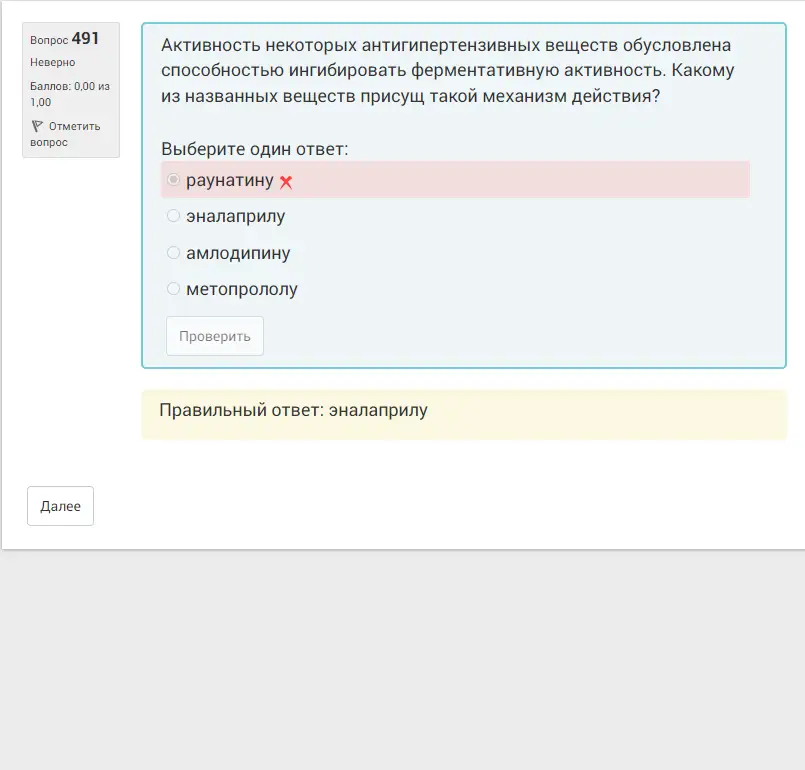 Вопрос 491
Неверно
Баллов: 0,00 из
1,00
Отметить
вопрос
Активность некоторых антигипертензивных веществ обусловлена
способностью ингибировать ферментативную активность. Какому
из названных веществ присущ такой механизм действия?
Выберите один ответ:
раунатину
эналаприлу
амлодипину
метопрололу
Проверить
Правильный ответ: эналаприлу
Далее